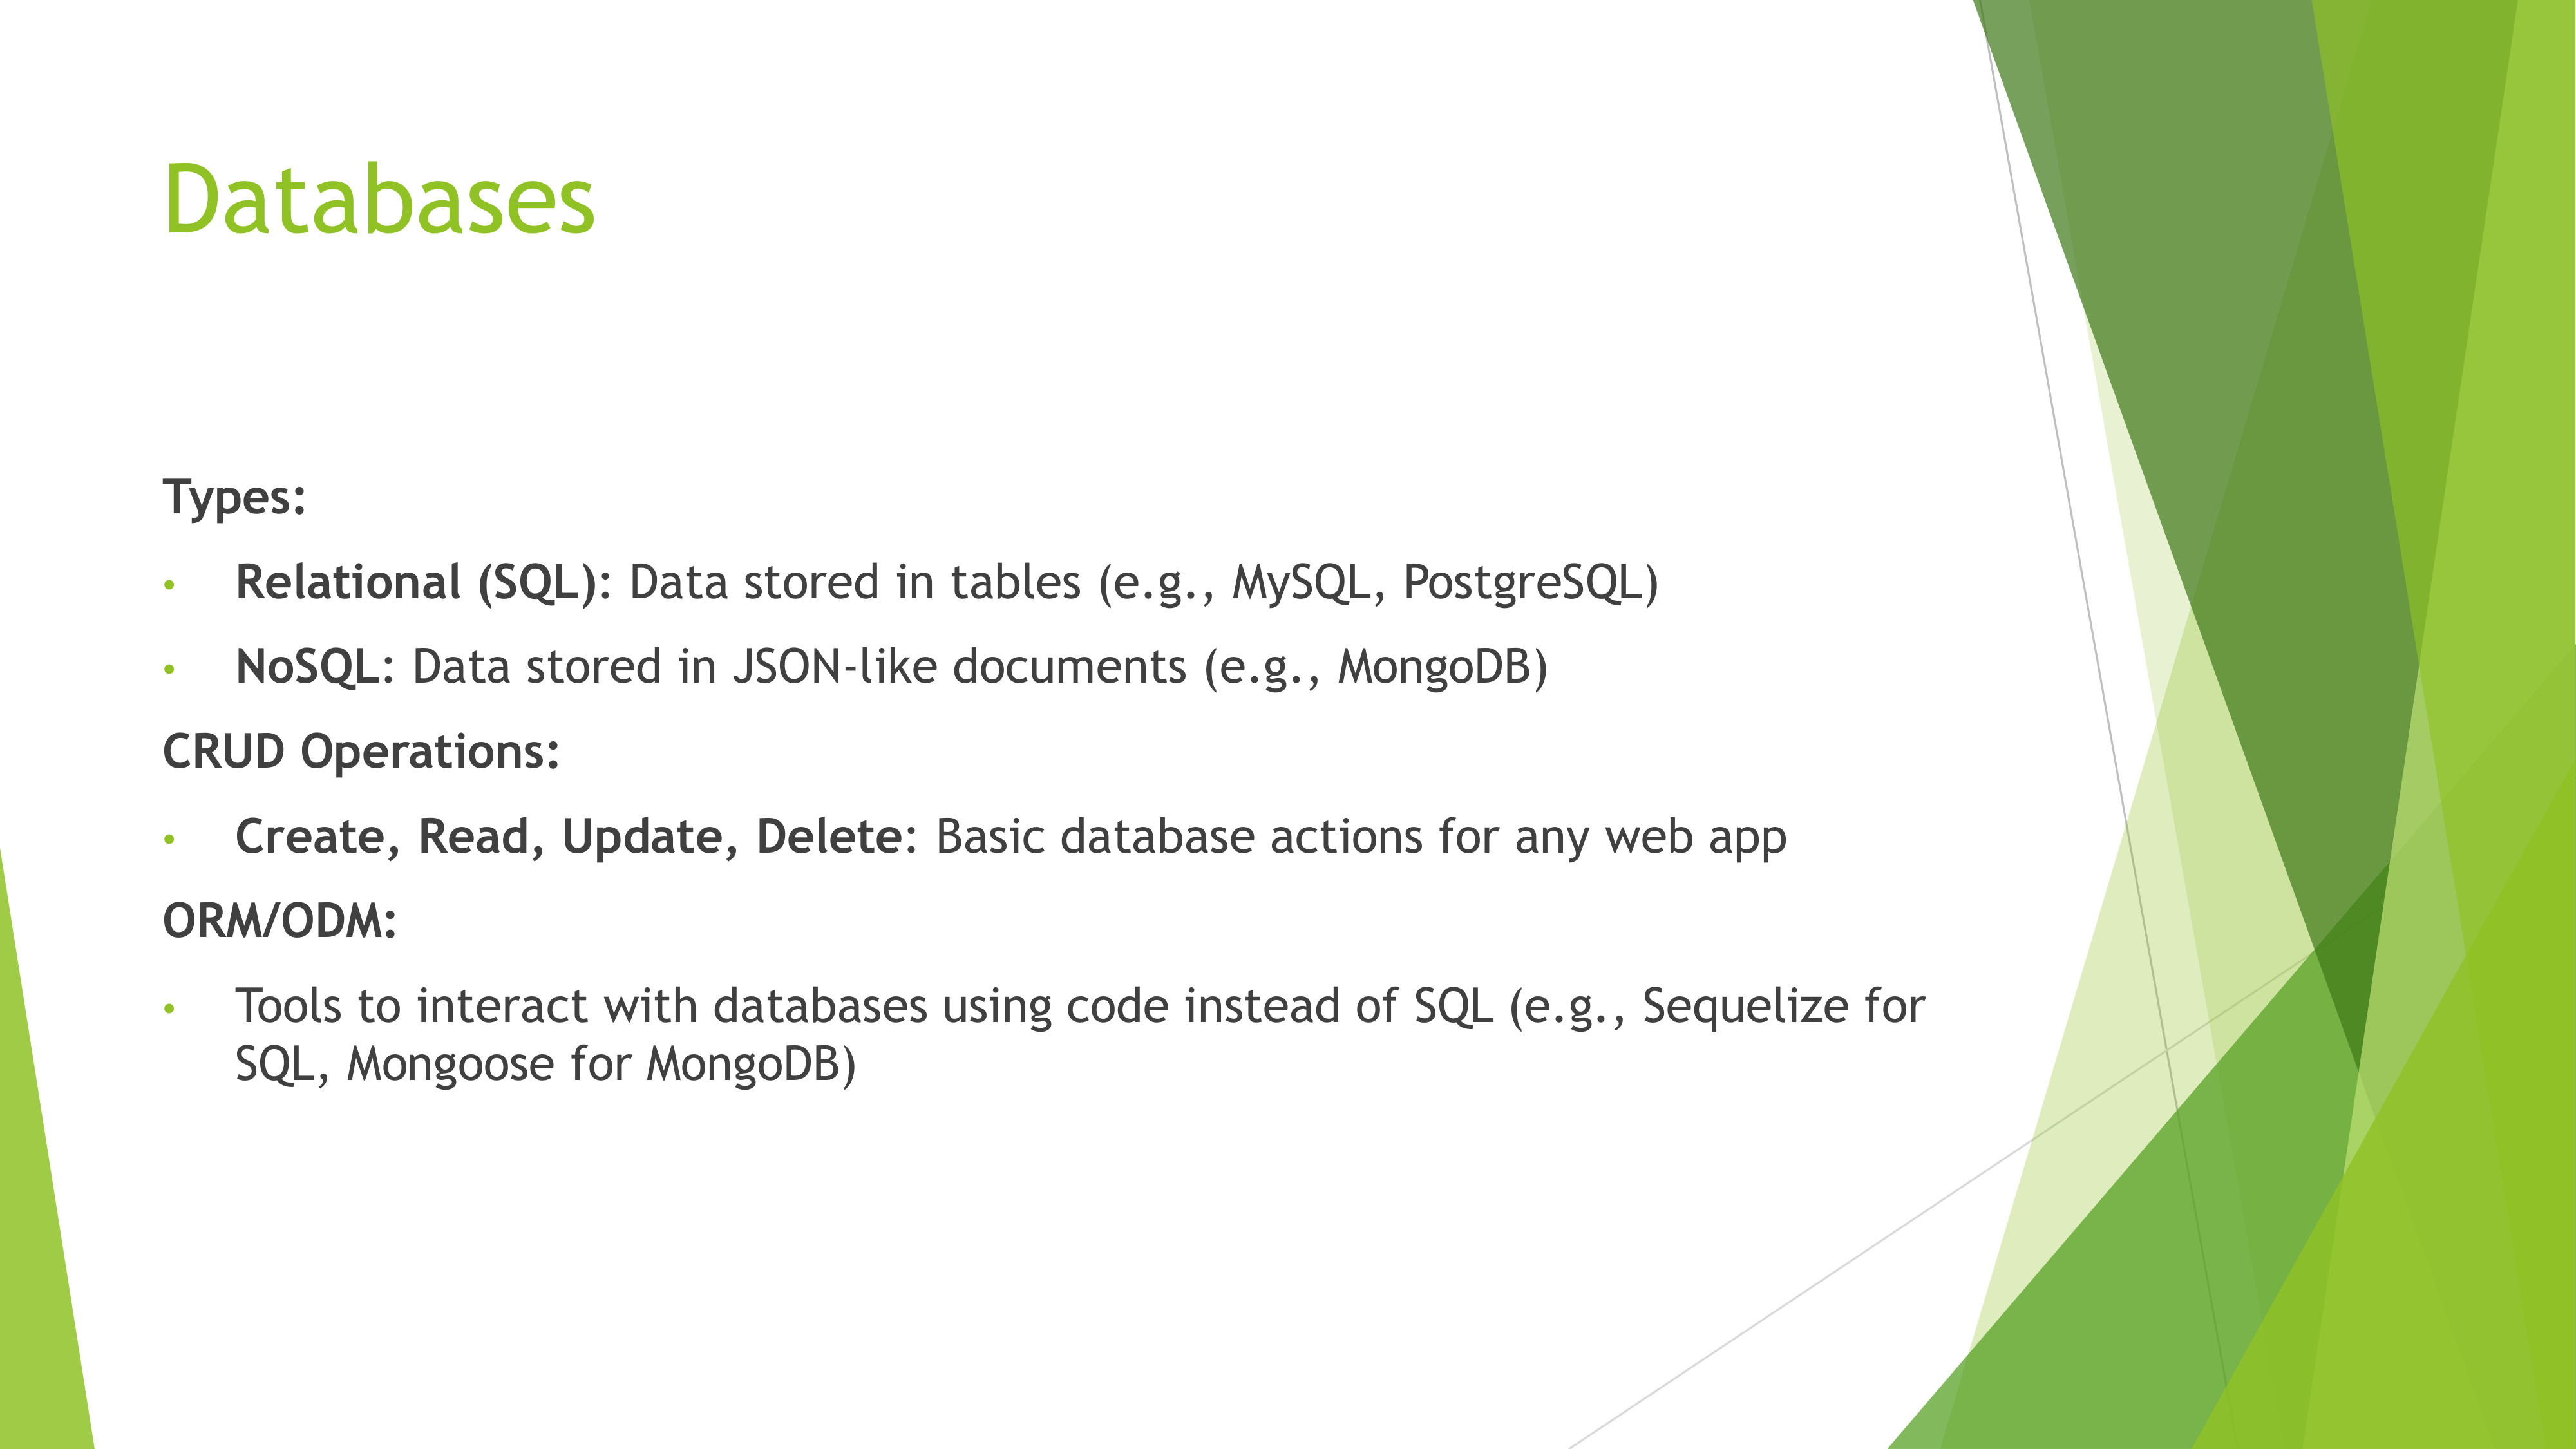 Databases
Types:
• Relational (SQL): Data stored in tables (e.g., MySQL, PostgreSQL)
• NoSQL: Data stored in JSON-like documents (e.g., MongoDB)
CRUD Operations:
• Create, Read, Update, Delete: Basic database actions for any web app
ORM/ODM:
• Tools to interact with databases using code instead of SQL (e.g., Sequelize for
SQL, Mongoose for MongoDB)